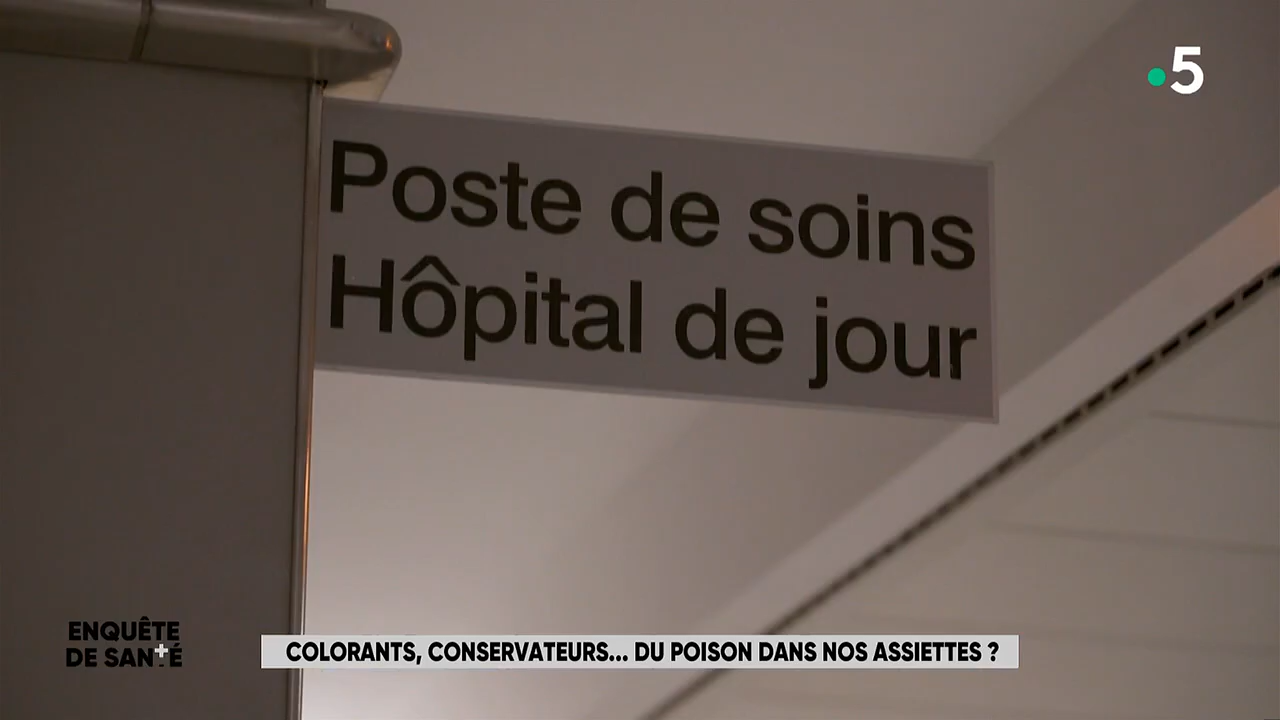 5
Poste de soins
Hôpital de jour
ENQUÊTE
DE SANTÉ
COLORANTS, CONSERVATEURS... DU POISON DANS NOS ASSIETTES ?